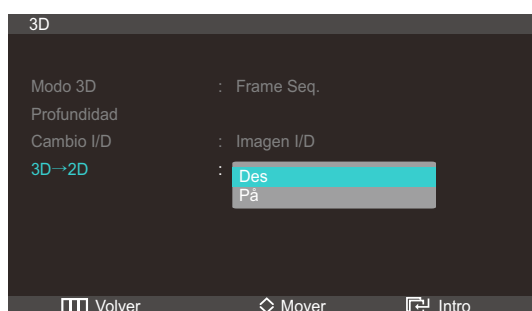 3D
Modo 3D : Frame Seq.
Profundidad
Cambio I/D : Imagen I/D
3D→2D : Des
På
Volver Mover Intro